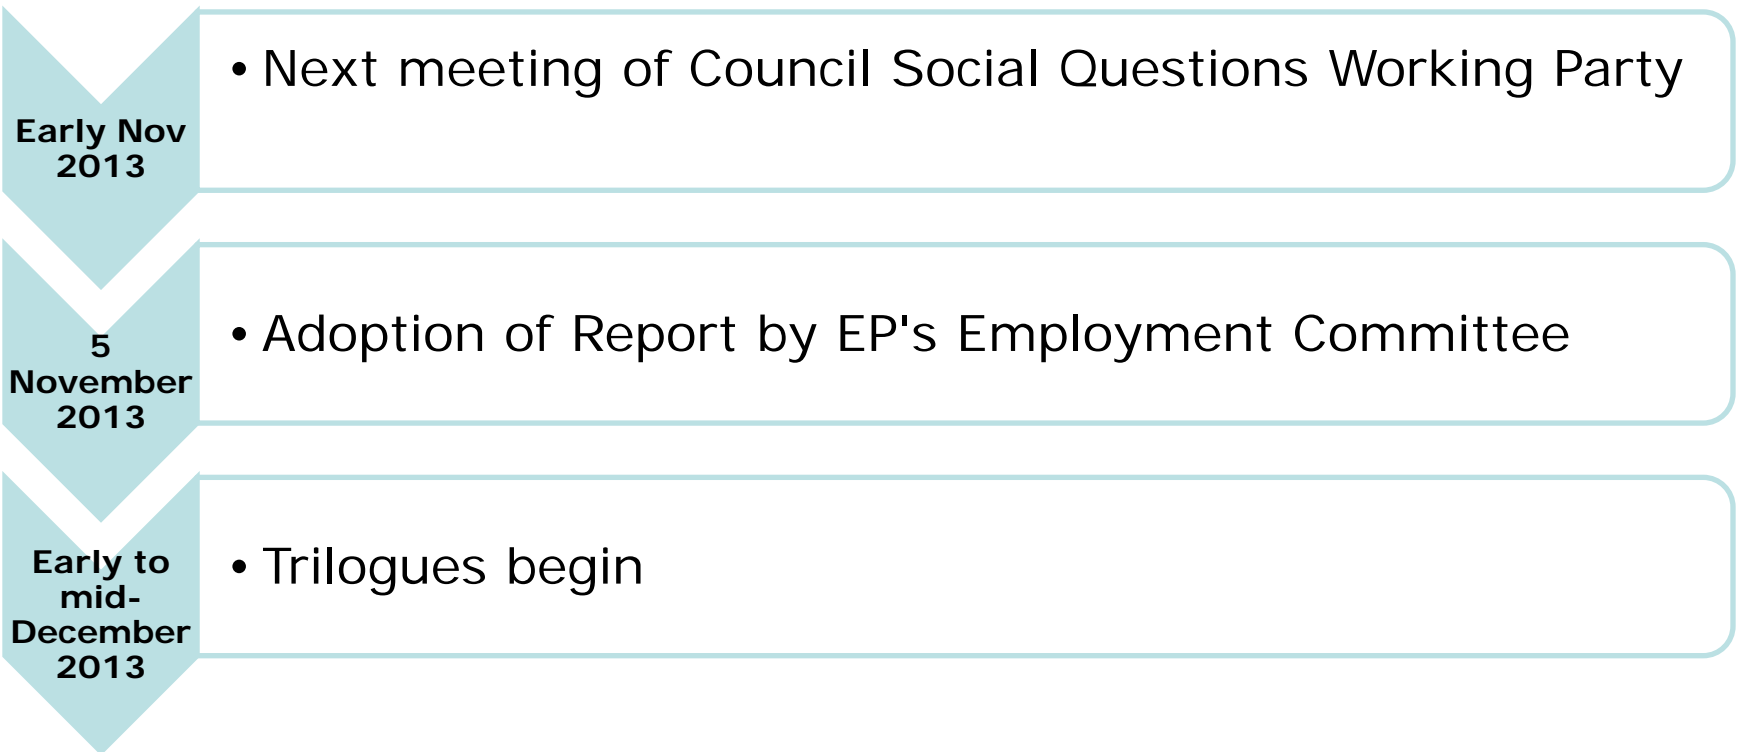 Early Nov
2013
• Next meeting of Council Social Questions Working Party
5
November
2013
• Adoption of Report by EP's Employment Committee
Early to
mid-
December
2013
• Trilogues begin